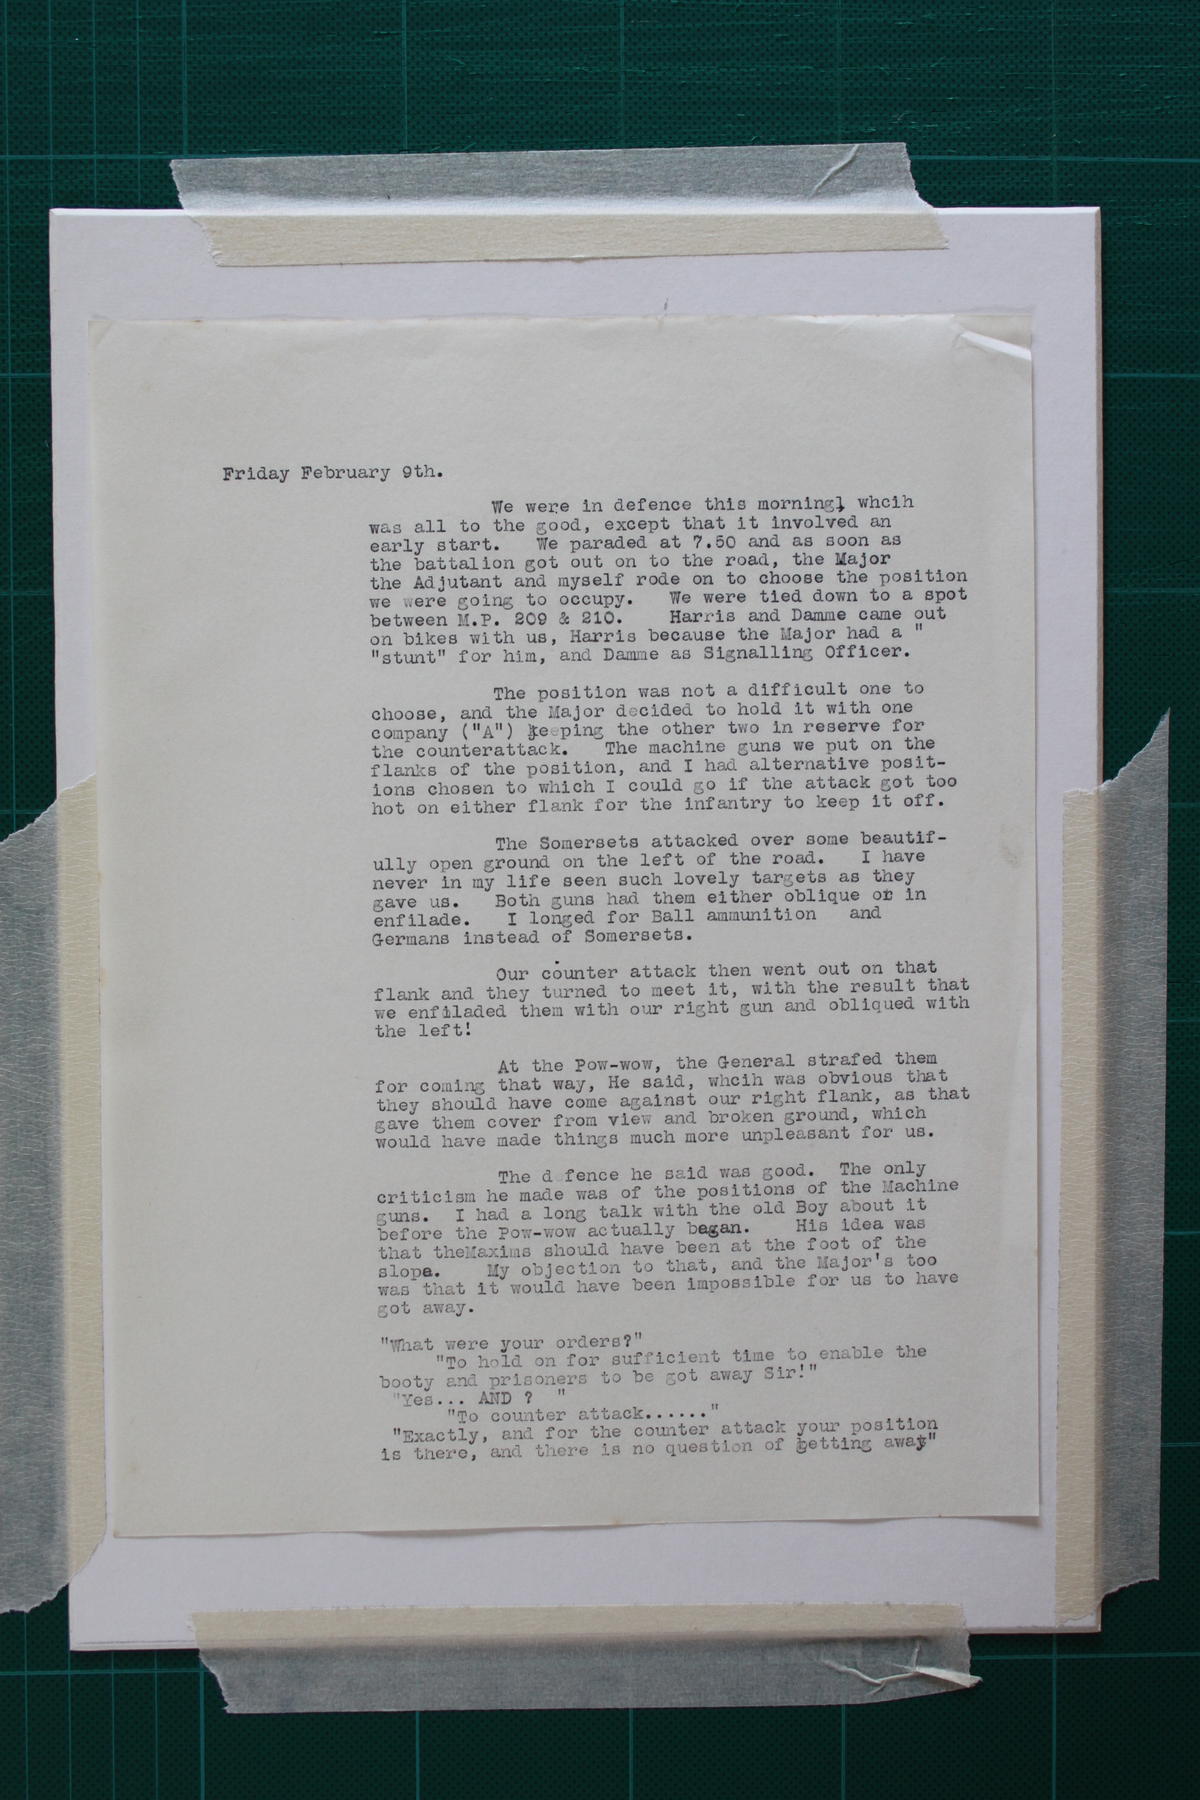 Friday February 9th.
We were in defence this morning, whcih
was all to the good, except that it involved an
early start. We paraded at 7.50 and as soon as
the battalion got out on to the road, the Major
the Adjutant and myself rode on to choose the position
we were going to occupy. We were tied down to a spot
between M.P. 209 & 210. Harris and Damme came out
on bikes with us, Harris because the Major had a "
"stunt" for him, and Damme as Signalling Officer.
The position was not a difficult one to
choose, and the Major decided to hold it with one
company ("A") keeping the other two in reserve for
the counterattack. The machine guns we put on the
flanks of the position, and I had alternative posit-
ions chosen to which I could go if the attack got too
hot on either flank for the infantry to keep it off.
The Somersets attacked over some beautif-
ully open ground on the left of the road. I have
never in my life seen such lovely targets as they
gave us. Both guns had them either oblique or in
enfilade. I longed for Ball ammunition and
Germans instead of Somersets.
Our counter attack then went out on that
flank and they turned to meet it, with the result that
we enfiladed them with our right gun and obliqued with
the left!
At the Pow-wow, the General strafed them
for coming that way, He said, whcih was obvious that
they should have come against our right flank, as that
gave them cover from view and broken ground, which
would have made things much more unpleasant for us.
The d fence he said was good. The only
criticism he made was of the positions of the Machine
guns. I had a long talk with the old Boy about it
before the Pow-wow actually began. His idea was
that theMaxims should have been at the foot of the
slope. My objection to that, and the Major's too
was that it would have been impossible for us to have
got away.
"What were your orders?"
"To hold on for sufficient time to enable the
booty and prisoners to be got away Sir!"
"Yes... AND ? "
"To counter attack......"
"Exactly, and for the counter attack your position
is there, and there is no question of getting away"